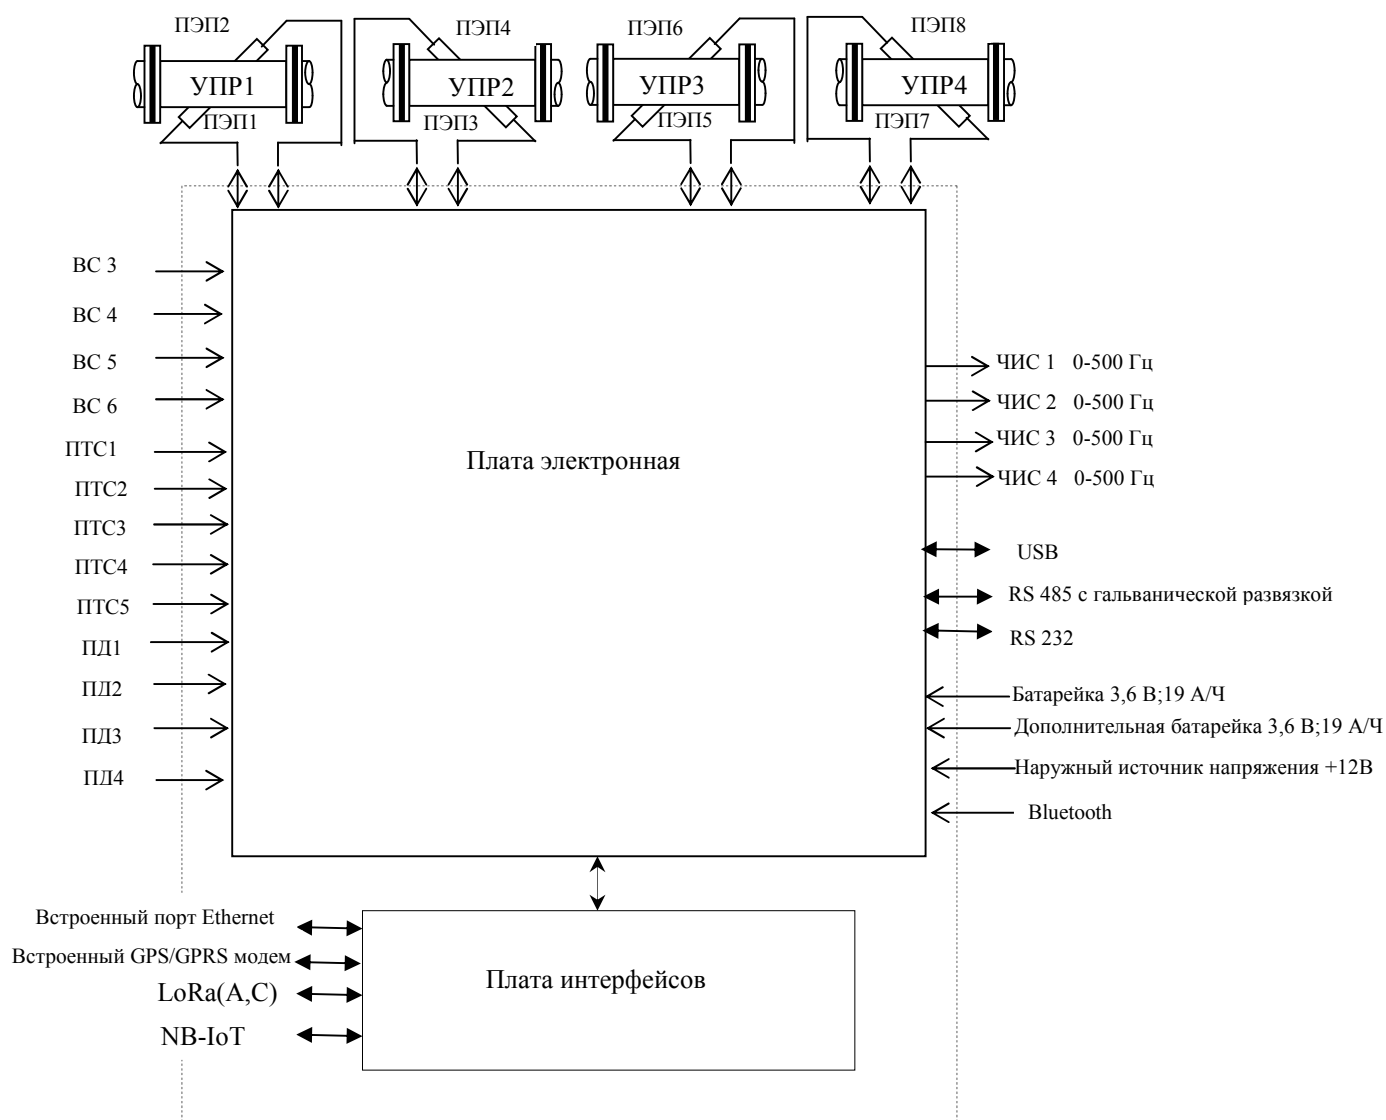 ПЭП2
ПЭП4
ПЭП6
ПЭП8
УПР1
УПР2
УПР3
УПР4
ПЭП1
ПЭП3
ПЭП5
ПЭП7
ВС 3
ВС 4
ВС 5
ВС 6
ПТС1
ПТС2
ПТС3
ПТС4
ПТС5
ПД1
ПД2
ПД3
ПД4
Плата электронная
ЧИС 1 0-500 Гц
ЧИС 2 0-500 Гц
ЧИС 3 0-500 Гц
ЧИС 4 0-500 Гц
USB
RS 485 с гальванической развязкой
RS 232
Батарейка 3,6 В;19 А/Ч
Дополнительная батарейка 3,6 В;19 А/Ч
Наружный источник напряжения +12В
Bluetooth
Встроенный порт Ethernet
Встроенный GPS/GPRS модем
LoRa(A,C)
NB-IoT
Плата интерфейсов